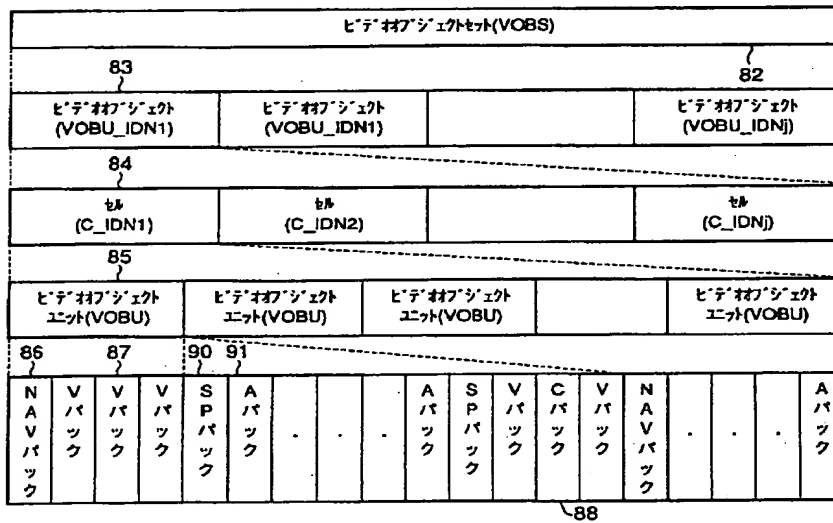 ビデオオブジェクトセット(VOBS)
83
82
ビデオオブジェクト
(VOBU_IDN1)
ビデオオブジェクト
(VOBU_IDN1)
ビデオオブジェクト
(VOBU_IDNj)
84
セル
(C_IDN1)
セル
(C_IDN2)
セル
(C_IDNj)
85
ビデオオブジェクト
ユニット(VOBU)
ビデオオブジェクト
ユニット(VOBU)
ビデオオブジェクト
ユニット(VOBU)
ビデオオブジェクト
ユニット(VOBU)
86
87
90
91
NAVパック
Vパック
Vパック
Vパック
SPパック
Aパック
.
.
.
Aパック
SPパック
Vパック
Cパック
Vパック
NAVパック
.
.
.
Aパック
88